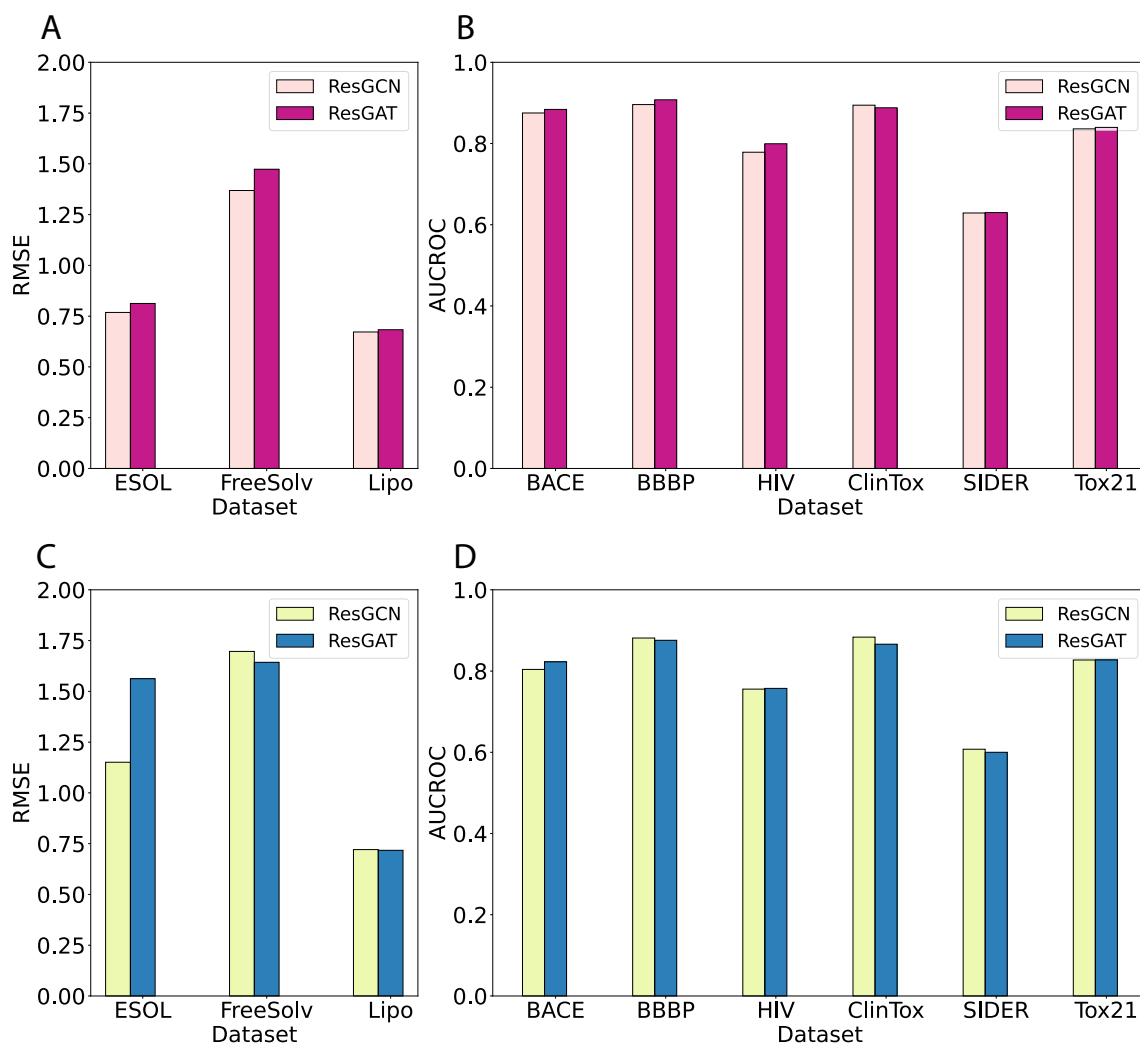 A
2.00
1.75
1.50
1.25
1.00
0.75
0.50
0.25
0.00
RMSE
ResGCN
ResGAT
ESOL FreeSolv Lipo
Dataset
B
1.0
0.8
0.6
0.4
0.2
0.0
AUCROC
ResGCN
ResGAT
BACE BBBP HIV ClinTox SIDER Tox21
Dataset
C
2.00
1.75
1.50
1.25
1.00
0.75
0.50
0.25
0.00
RMSE
ResGCN
ResGAT
ESOL FreeSolv Lipo
Dataset
D
1.0
0.8
0.6
0.4
0.2
0.0
AUCROC
ResGCN
ResGAT
BACE BBBP HIV ClinTox SIDER Tox21
Dataset